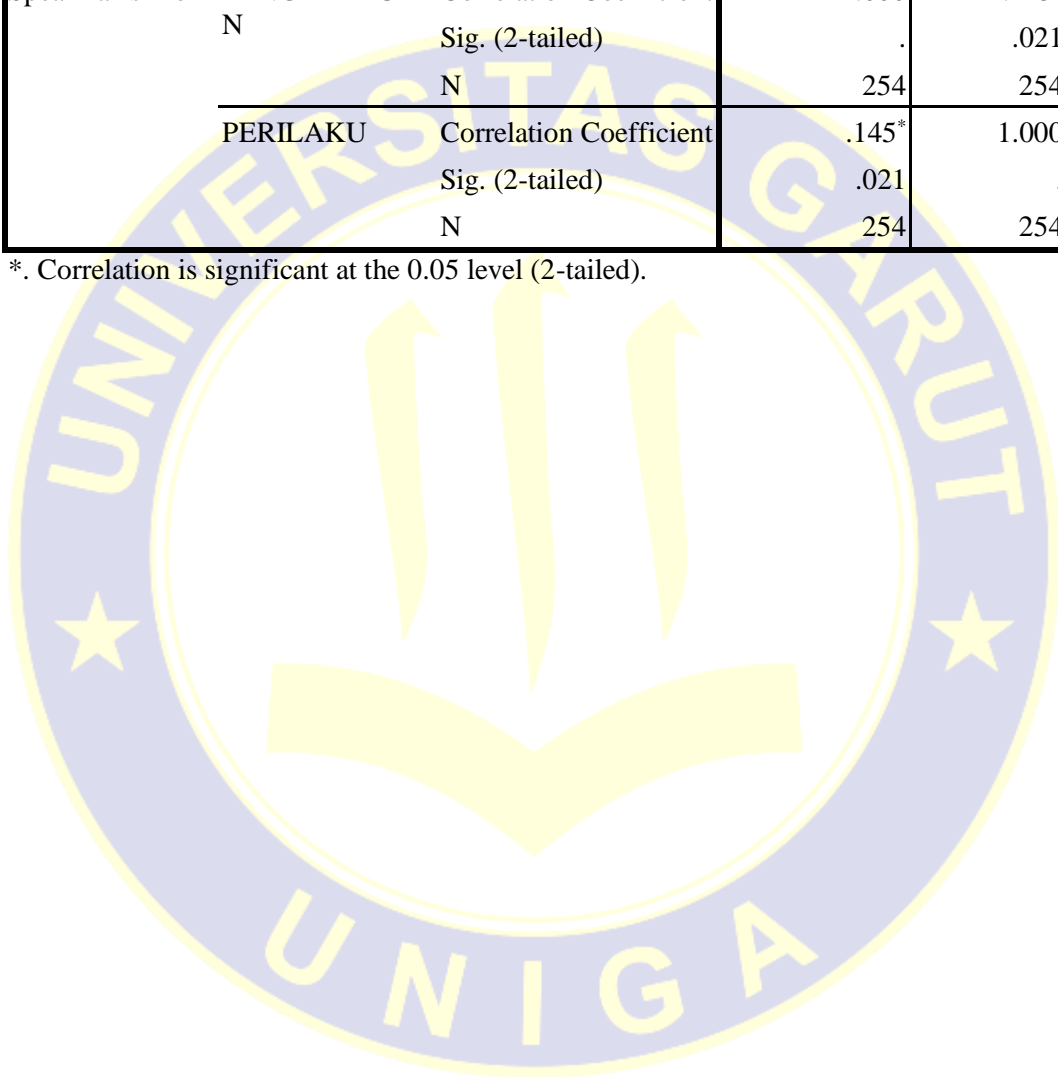 N
Sig. (2-tailed) . .021
N 254 254
PERILAKU Correlation Coefficient .145* 1.000
Sig. (2-tailed) .021 .
N 254 254
*. Correlation is significant at the 0.05 level (2-tailed).
UNIVERSITAS GARUT
UNIGA